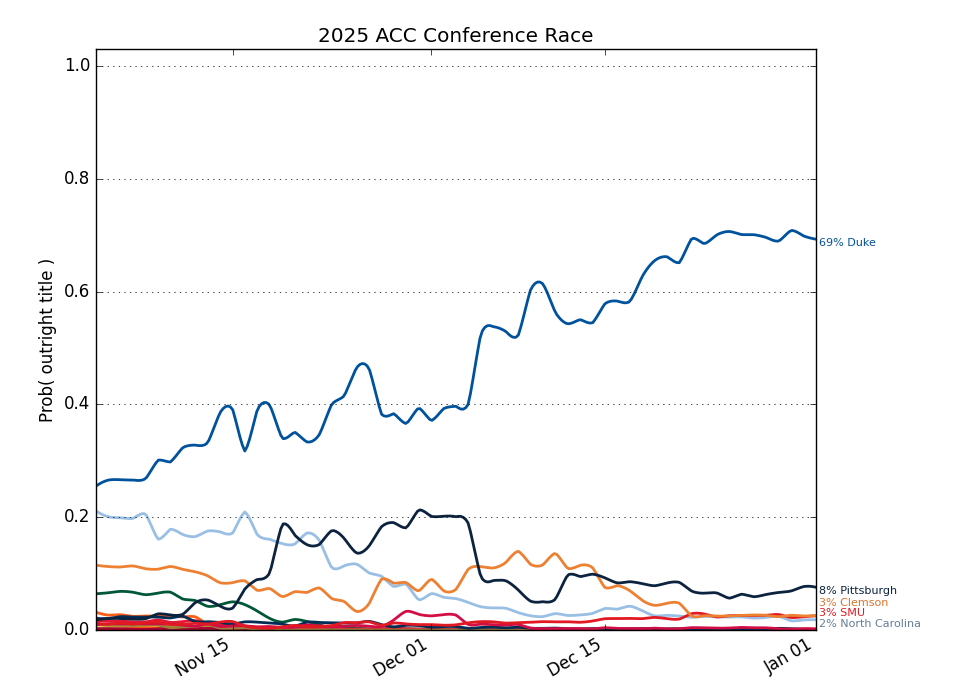 2025 ACC Conference Race
Prob( outright title )
1.0
0.8
0.6
0.4
0.2
0.0
69% Duke
8% Pittsburgh
3% Clemson
3% SMU
2% North Carolina
Nov 15
Dec 01
Dec 15
Jan 01